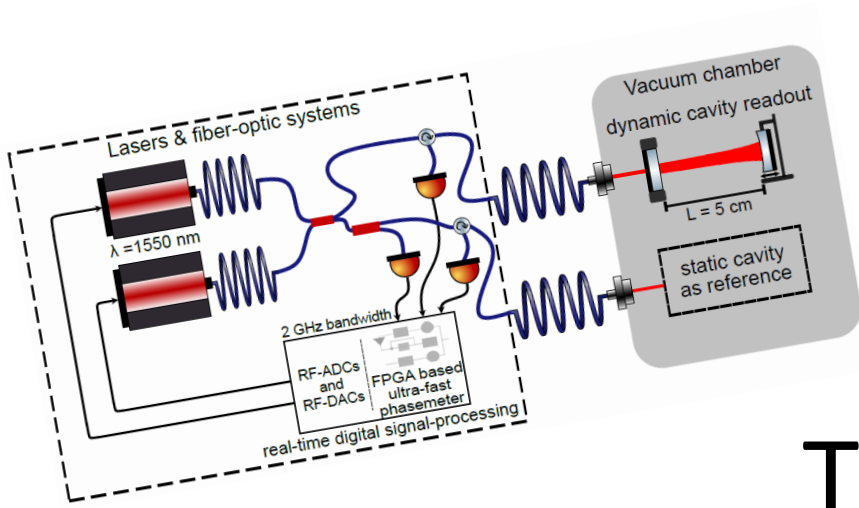 Lasers & fiber-optic systems
λ =1550 nm
2 GHz bandwidth
RF-ADCs
and
RF-DACs
FPGA based
ultra-fast
phasemeter
real-time digital signal-processing
Vacuum chamber
dynamic cavity readout
L = 5 cm
static cavity
as reference
T